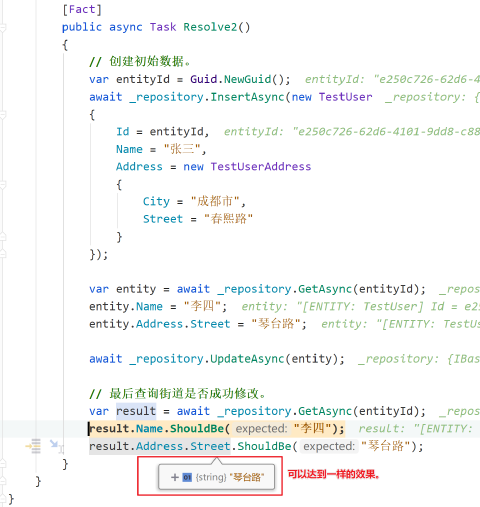 [Fact]
public async Task Resolve2()
{
// 创建初始数据。
var entityId = Guid.NewGuid(); entityId: "e250c726-62d6-4
await _repository.InsertAsync(new TestUser _repository: {
{
Id = entityId, entityId: "e250c726-62d6-4101-9dd8-c88
Name = "张三",
Address = new TestUserAddress
{
City = "成都市",
Street = "春熙路"
}
});
var entity = await _repository.GetAsync(entityId); _repos
entity.Name = "李四"; entity: "[ENTITY: TestUser] Id = e25
entity.Address.Street = "琴台路"; entity: "[ENTITY: TestUs
await _repository.UpdateAsync(entity); _repository: {IBas
// 最后查询街道是否成功修改。
var result = await _repository.GetAsync(entityId); _repos
result.Name.ShouldBe( expected: "李四"); result: "[ENTITY:
result.Address.Street.ShouldBe( expected: "琴台路");
}
+ 01 (string) "琴台路"
可以达到一样的效果。
}
}